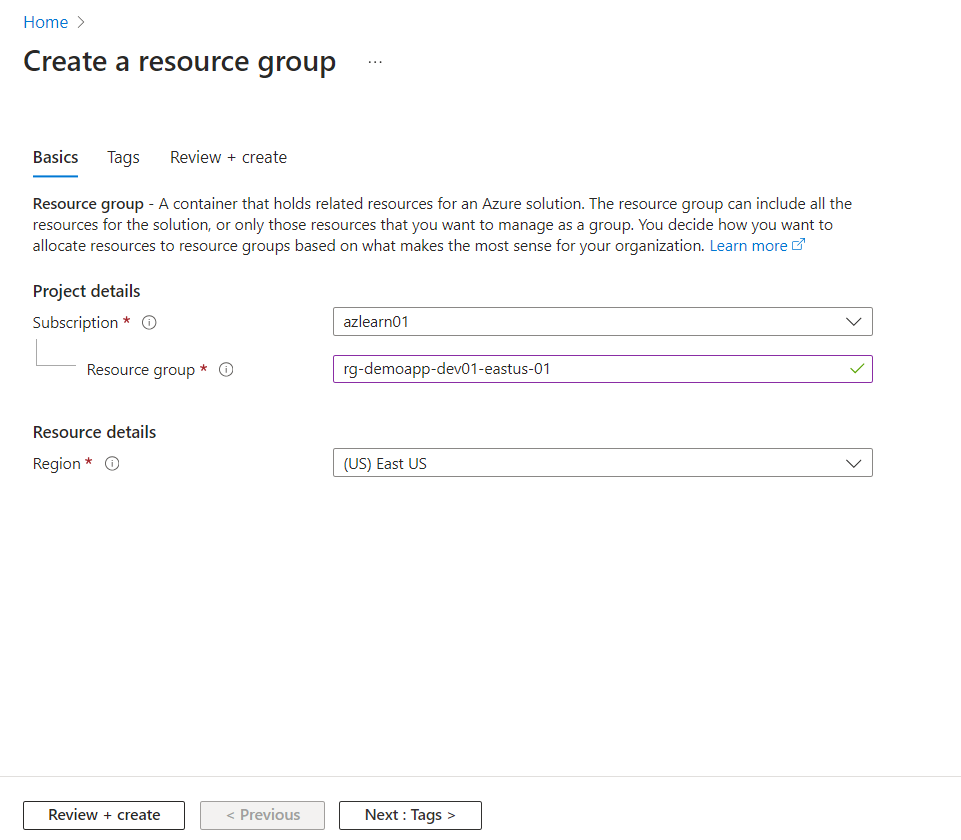 Home
Create a resource group ...
Basics Tags Review + create
Resource group - A container that holds related resources for an Azure solution. The resource group can include all the
resources for the solution, or only those resources that you want to manage as a group. You decide how you want to
allocate resources to resource groups based on what makes the most sense for your organization. Learn more
Project details
Subscription * azlearn01
Resource group * rg-demoapp-dev01-eastus-01
Resource details
Region * (US) East US
Review + create < Previous Next : Tags >